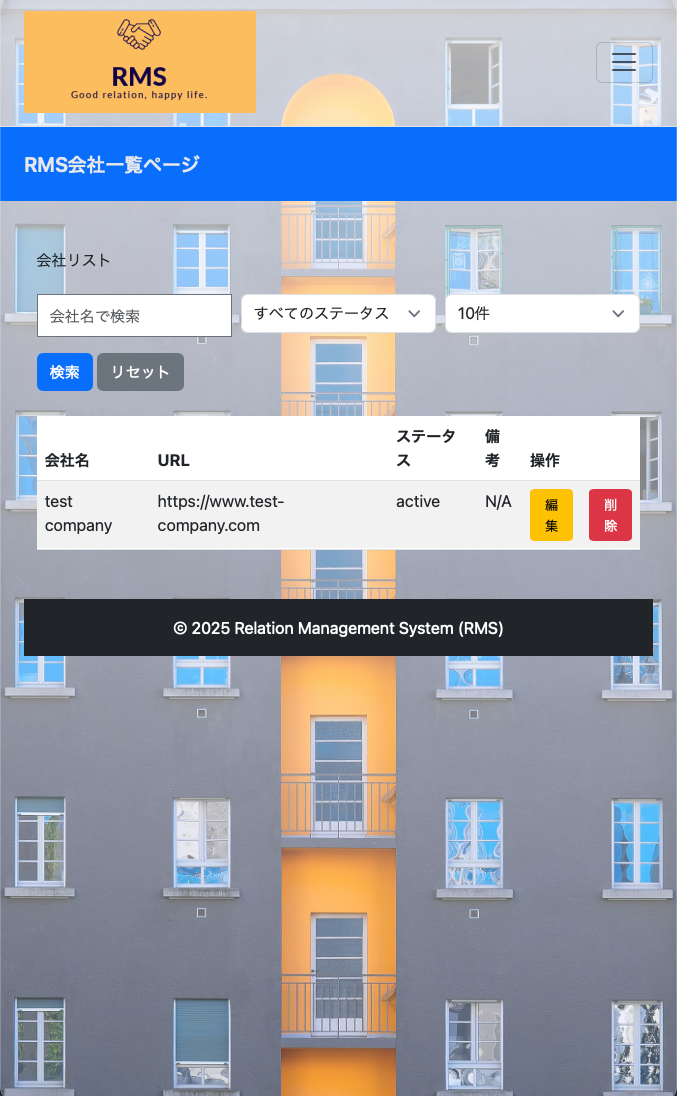 RMS
Good relation, happy life.
RMS会社一覧ページ
会社リスト
会社名で検索
すべてのステータス
10件
検索
リセット
会社名
URL
ステータ
ス
備
考
操作
test
company
https://www.test-
company.com
active
N/A
編
集
削
除
© 2025 Relation Management System (RMS)